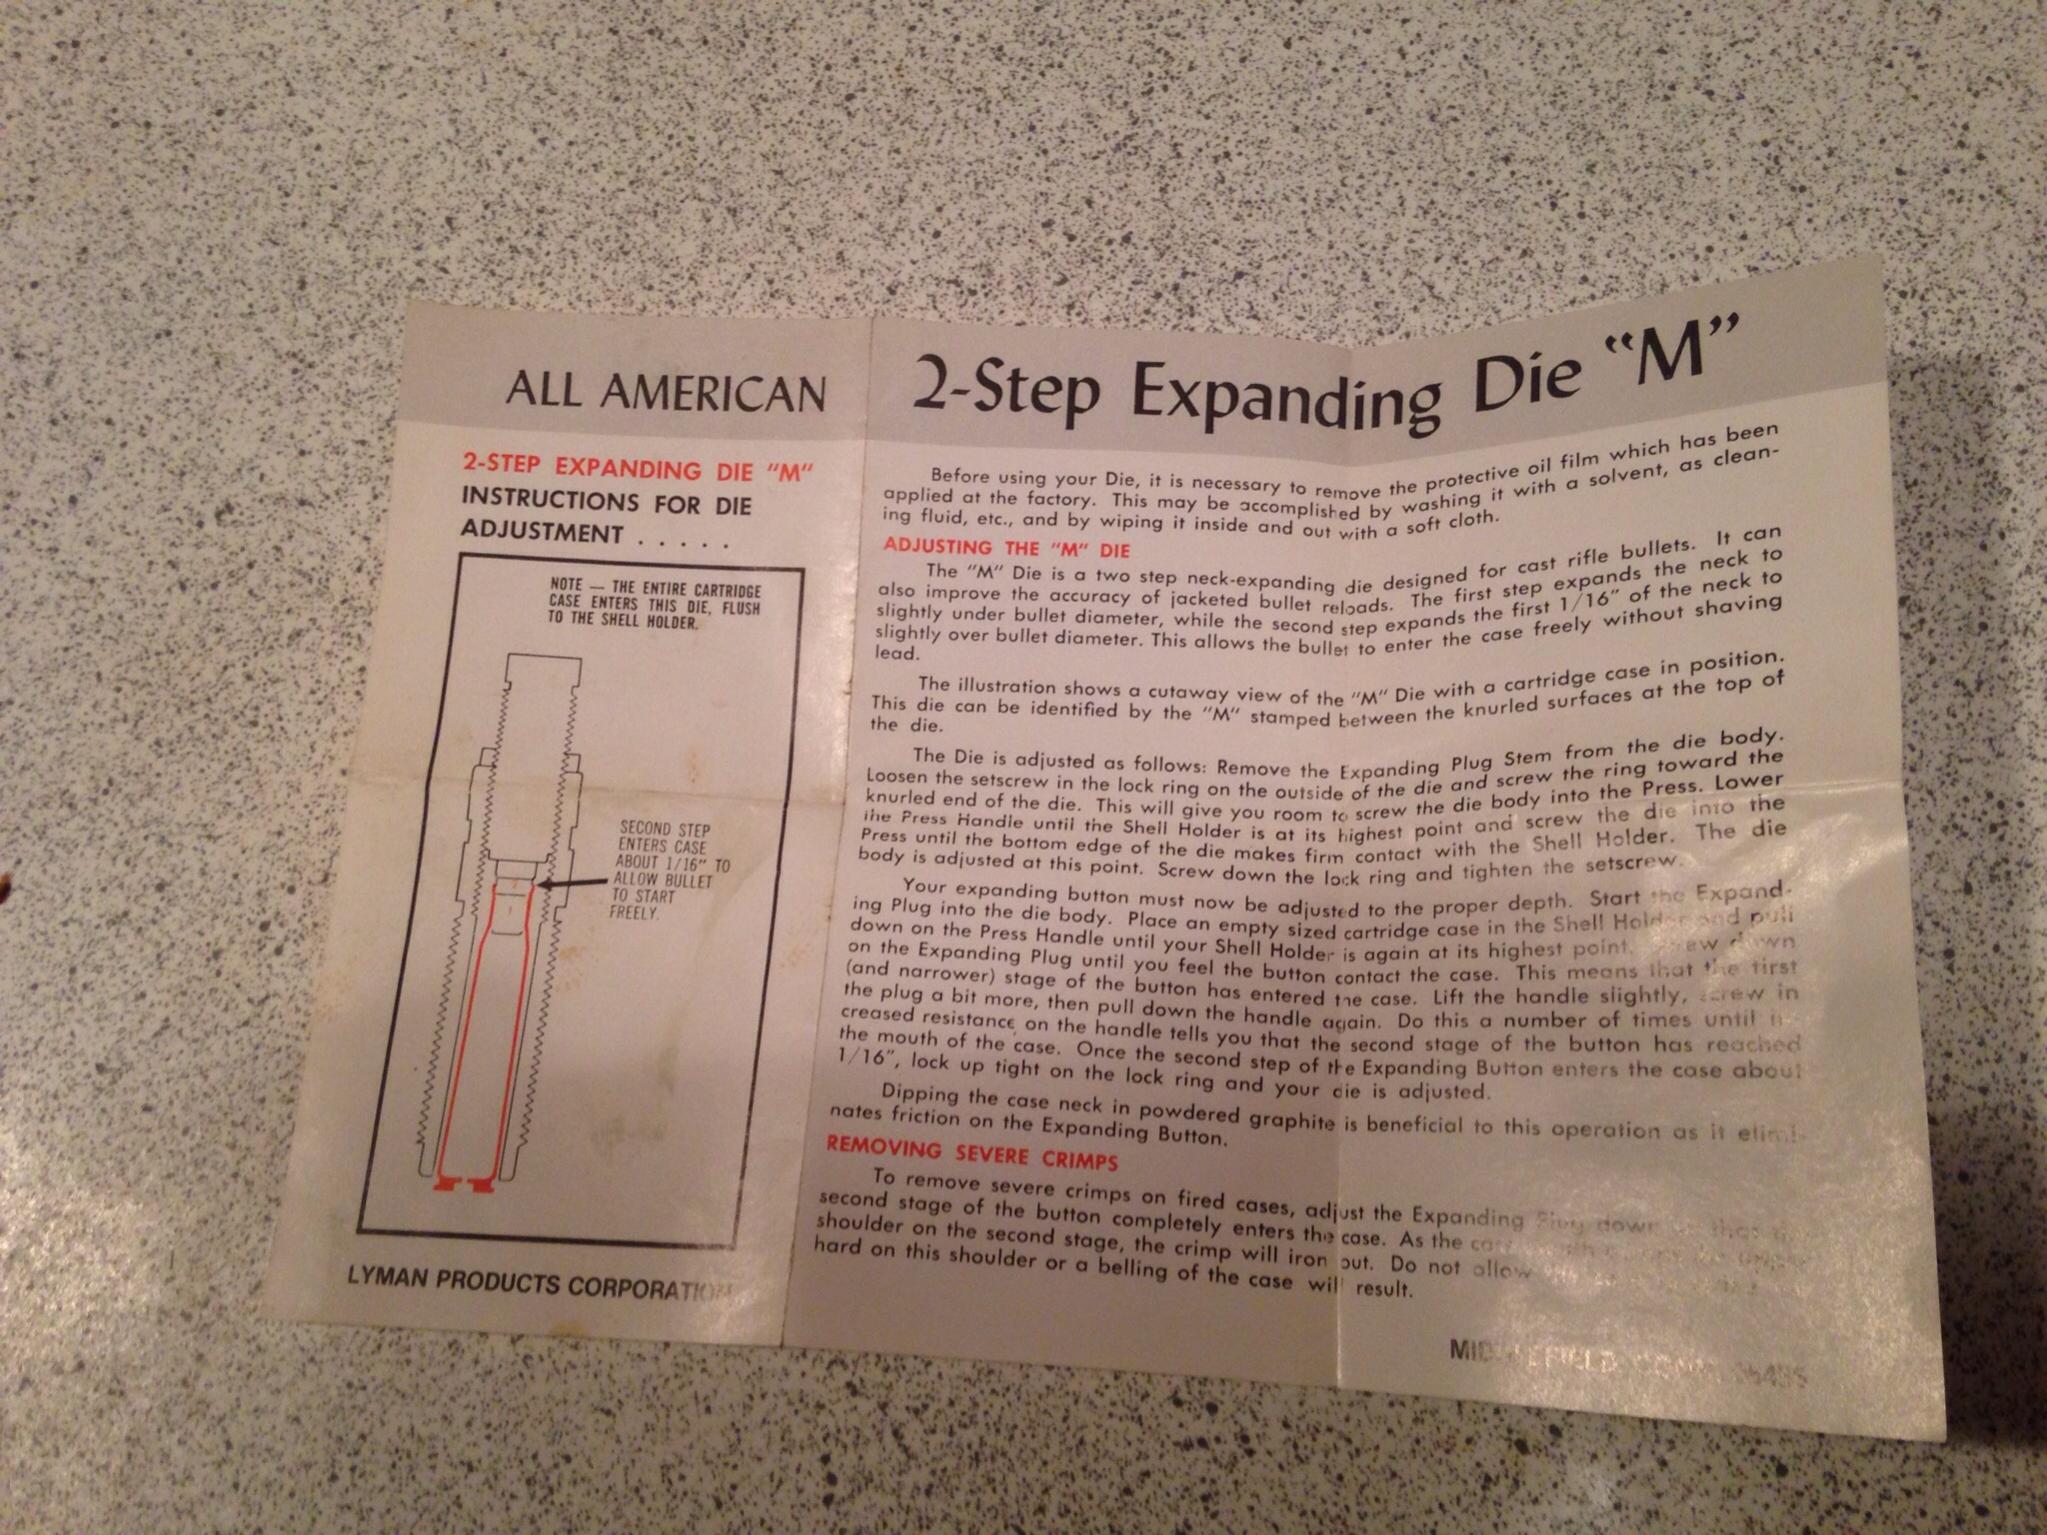 ALL AMERICAN
2-STEP EXPANDING DIE "M"
INSTRUCTIONS FOR DIE
ADJUSTMENT . . . . .
NOTE — THE ENTIRE CARTRIDGE
CASE ENTERS THIS DIE, FLUSH
TO THE SHELL HOLDER.
SECOND STEP
ENTERS CASE
ABOUT 1/16" TO
ALLOW BULLET
TO START
FREELY.
2
1
LYMAN PRODUCTS CORPORATION
2-Step Expanding Die "M"
Before using your Die, it is necessary to remove the protective oil film which has been
applied at the factory. This may be accomplished by washing it with a solvent, as clean-
ing fluid, etc., and by wiping it inside and out with a soft cloth.
ADJUSTING THE "M" DIE
The "M" Die is a two step neck-expanding die designed for cast rifle bullets. It can
also improve the accuracy of jacketed bullet reloads. The first step expands the neck to
slightly under bullet diameter, while the second step expands the first 1/16" of the neck to
slightly over bullet diameter. This allows the bullet to enter the case freely without shaving
lead.
The illustration shows a cutaway view of the "M" Die with a cartridge case in position.
This die can be identified by the "M" stamped between the knurled surfaces at the top of
the die.
The Die is adjusted as follows: Remove the Expanding Plug Stem from the die body.
Loosen the setscrew in the lock ring on the outside of the die and screw the ring toward the
knurled end of the die. This will give you room to screw the die body into the Press. Lower
the Press Handle until the Shell Holder is at its highest point and screw the die into the
Press until the bottom edge of the die makes firm contact with the Shell Holder. The die
body is adjusted at this point. Screw down the lock ring and tighten the setscrew.
Your expanding button must now be adjusted to the proper depth. Start the Expand-
ing Plug into the die body. Place an empty sized cartridge case in the Shell Holder and pull
down on the Press Handle until your Shell Holder is again at its highest point. Screw down
on the Expanding Plug until you feel the button contact the case. This means that the first
(and narrower) stage of the button has entered the case. Lift the handle slightly, screw in
the plug a bit more, then pull down the handle again. Do this a number of times until in-
creased resistance on the handle tells you that the second stage of the button has reached
the mouth of the case. Once the second step of the Expanding Button enters the case about
1/16", lock up tight on the lock ring and your die is adjusted.
Dipping the case neck in powdered graphite is beneficial to this operation as it elimi-
nates friction on the Expanding Button.
REMOVING SEVERE CRIMPS
To remove severe crimps on fired cases, adjust the Expanding Plug down so that
second stage of the button completely enters the case. As the
shoulder on the second stage, the crimp will iron out. Do not allow
hard on this shoulder or a belling of the case will result.
MIDDLEFIELD, CONN.